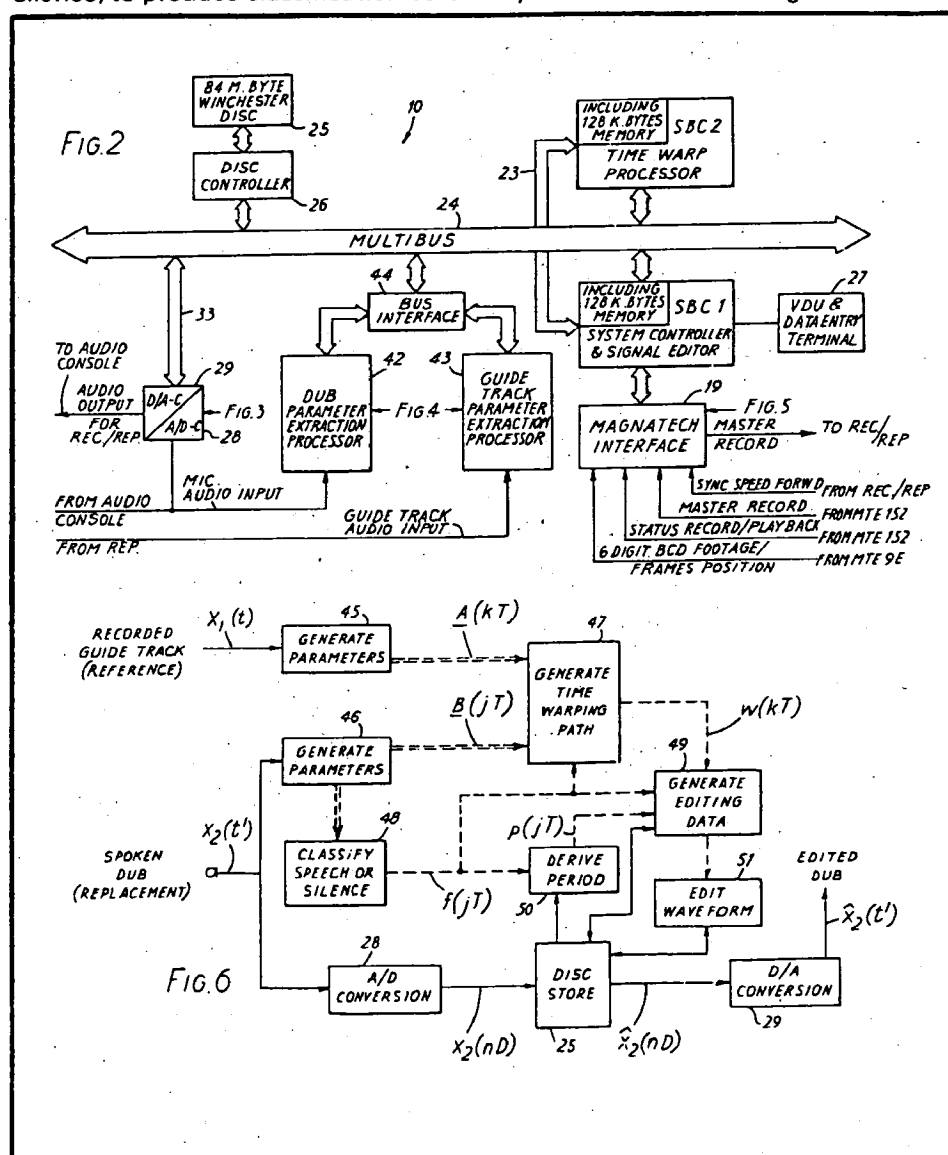 silence, to produce classification
FIG.2
84 M. BYTE
WINCHESTER
DISC
25
DISC
CONTROLLER
26
10
INCLUDING
128 K.BYTES
MEMORY
SBC 2
TIME WARP
PROCESSOR
23
24
MULTIBUS
33
44
BUS
INTERFACE
INCLUDING
128 K.BYTES
MEMORY
SBC 1
SYSTEM CONTROLLER
& SIGNAL EDITOR
27
VDU &
DATA ENTRY
TERMINAL
TO AUDIO
CONSOLE
AUDIO
OUTPUT
FOR
REC/REP
29
D/A-C
A/D-C
28
FIG.3
42
DUB
PARAMETER
EXTRACTION
PROCESSOR
FIG.4
43
GUIDE
TRACK
PARAMETER
EXTRACTION
PROCESSOR
19
MAGNATECH
INTERFACE
FIG.5
MASTER
RECORD
TO REC/
REP
MIC.
AUDIO INPUT
FROM AUDIO
CONSOLE
GUIDE TRACK
AUDIO INPUT
FROM REP.
SYNC SPEED FORWD FROM REC/REP
MASTER RECORD FROM MTE 152
STATUS RECORD/PLAYBACK FROM MTE 152
6 DIGIT BCD FOOTAGE/
FRAMES POSITION FROM MTE 9E
RECORDED
GUIDE TRACK
(REFERENCE)
X₁(t)
45
GENERATE
PARAMETERS
A(kT)
47
GENERATE
TIME
WARPING
PATH
B(jT)
46
GENERATE
PARAMETERS
w(kT)
49
GENERATE
EDITING
DATA
X₂(t')
48
CLASSIFY
SPEECH OR
SILENCE
SPOKEN
DUB
(REPLACEMENT)
f(jT)
p(jT)
DERIVE
PERIOD
50
51
EDIT
WAVEFORM
EDITED
DUB
x̂₂(t')
FIG.6
28
A/D
CONVERSION
X₂(nD)
DISC
STORE
25
x̂₂(nD)
D/A
CONVERSION
29